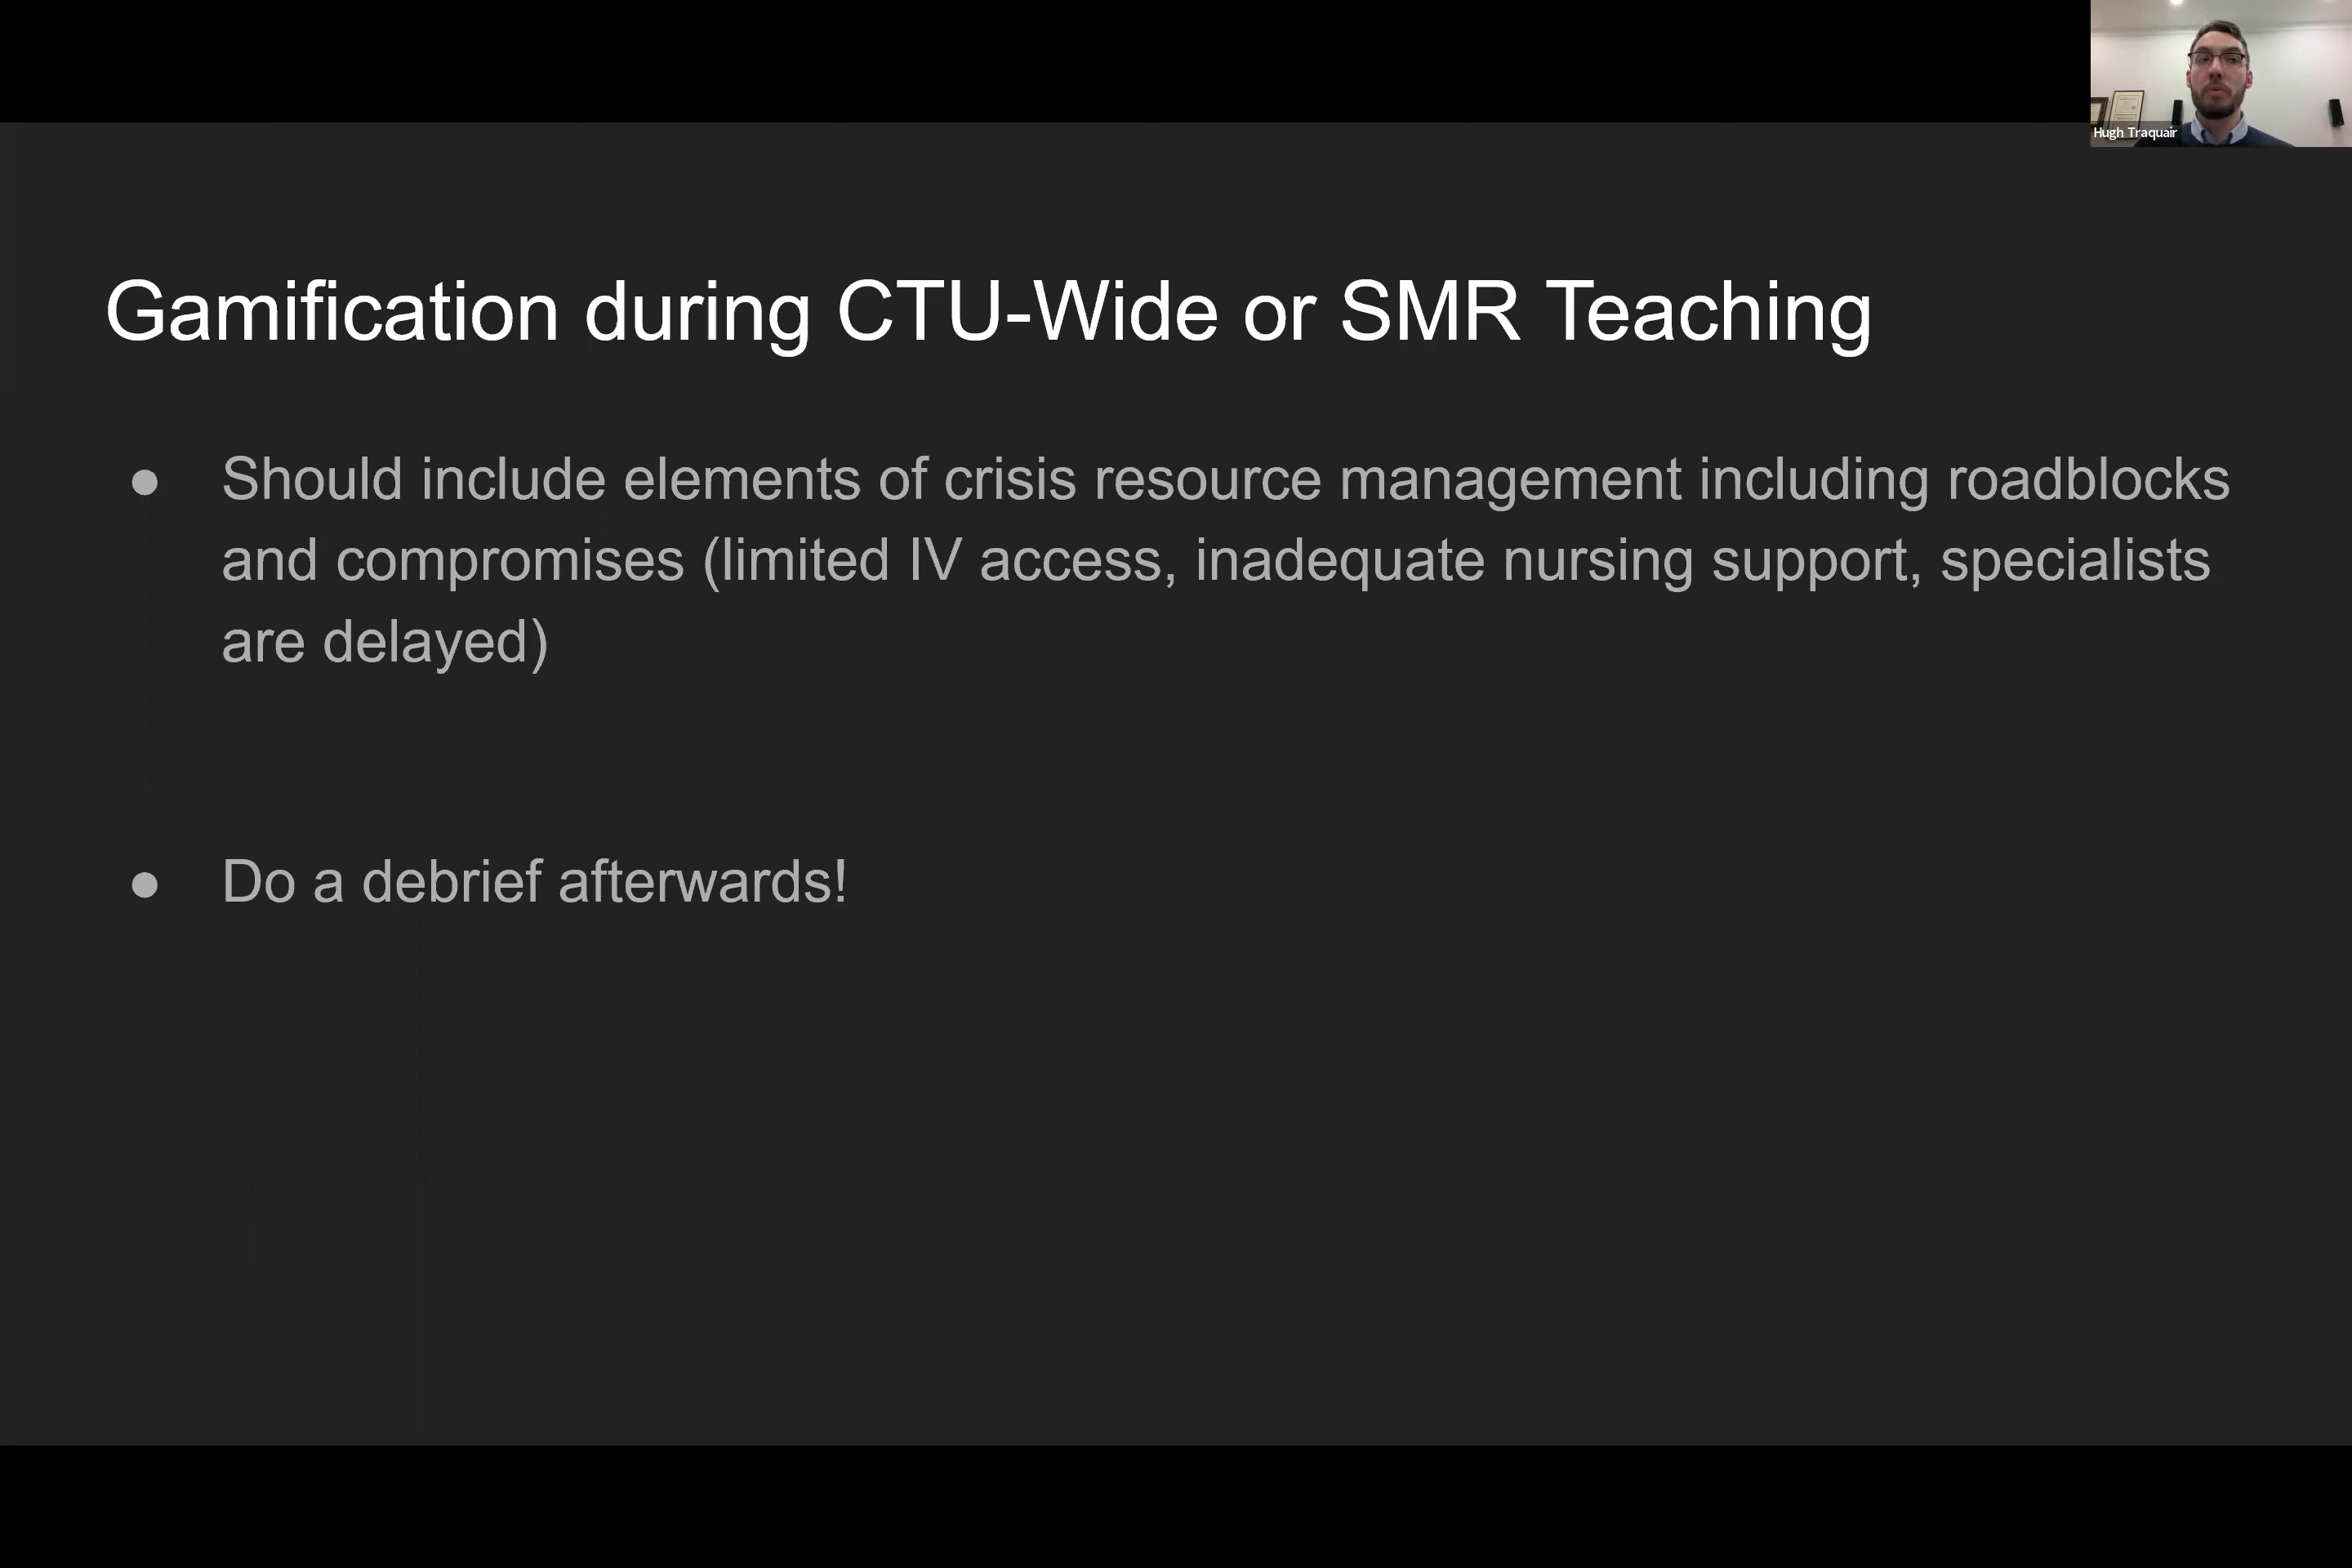 Hugh Traquair
Gamification during CTU-Wide or SMR Teaching
● Should include elements of crisis resource management including roadblocks
and compromises (limited IV access, inadequate nursing support, specialists
are delayed)
● Do a debrief afterwards!